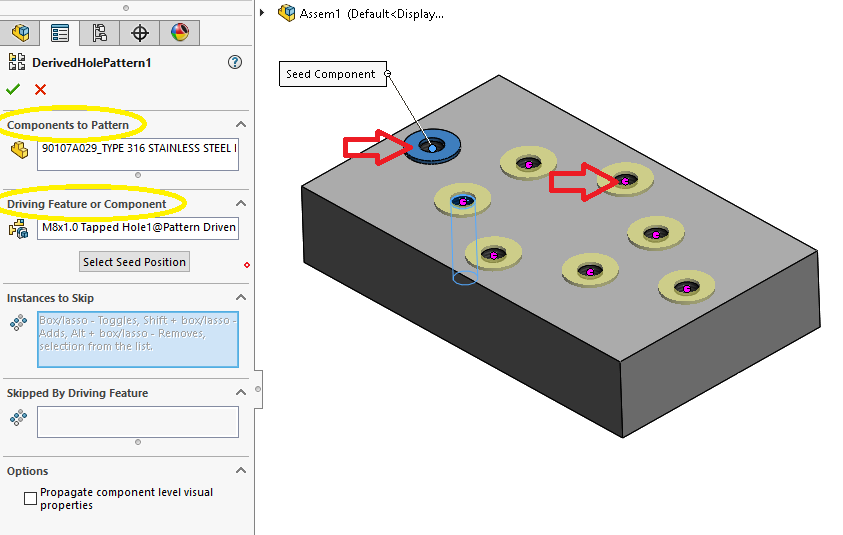 Assem1 (Default<Display...
DerivedHolePattern1
Seed Component
Components to Pattern
90107A029_TYPE 316 STAINLESS STEEL
Driving Feature or Component
M8x1.0 Tapped Hole1@Pattern Driven
Select Seed Position
Instances to Skip
Box/lasso - Toggles, Shift + box/lasso -
Adds, Alt + box/lasso - Removes,
selection from the list.
Skipped By Driving Feature
Options
Propagate component level visual
properties